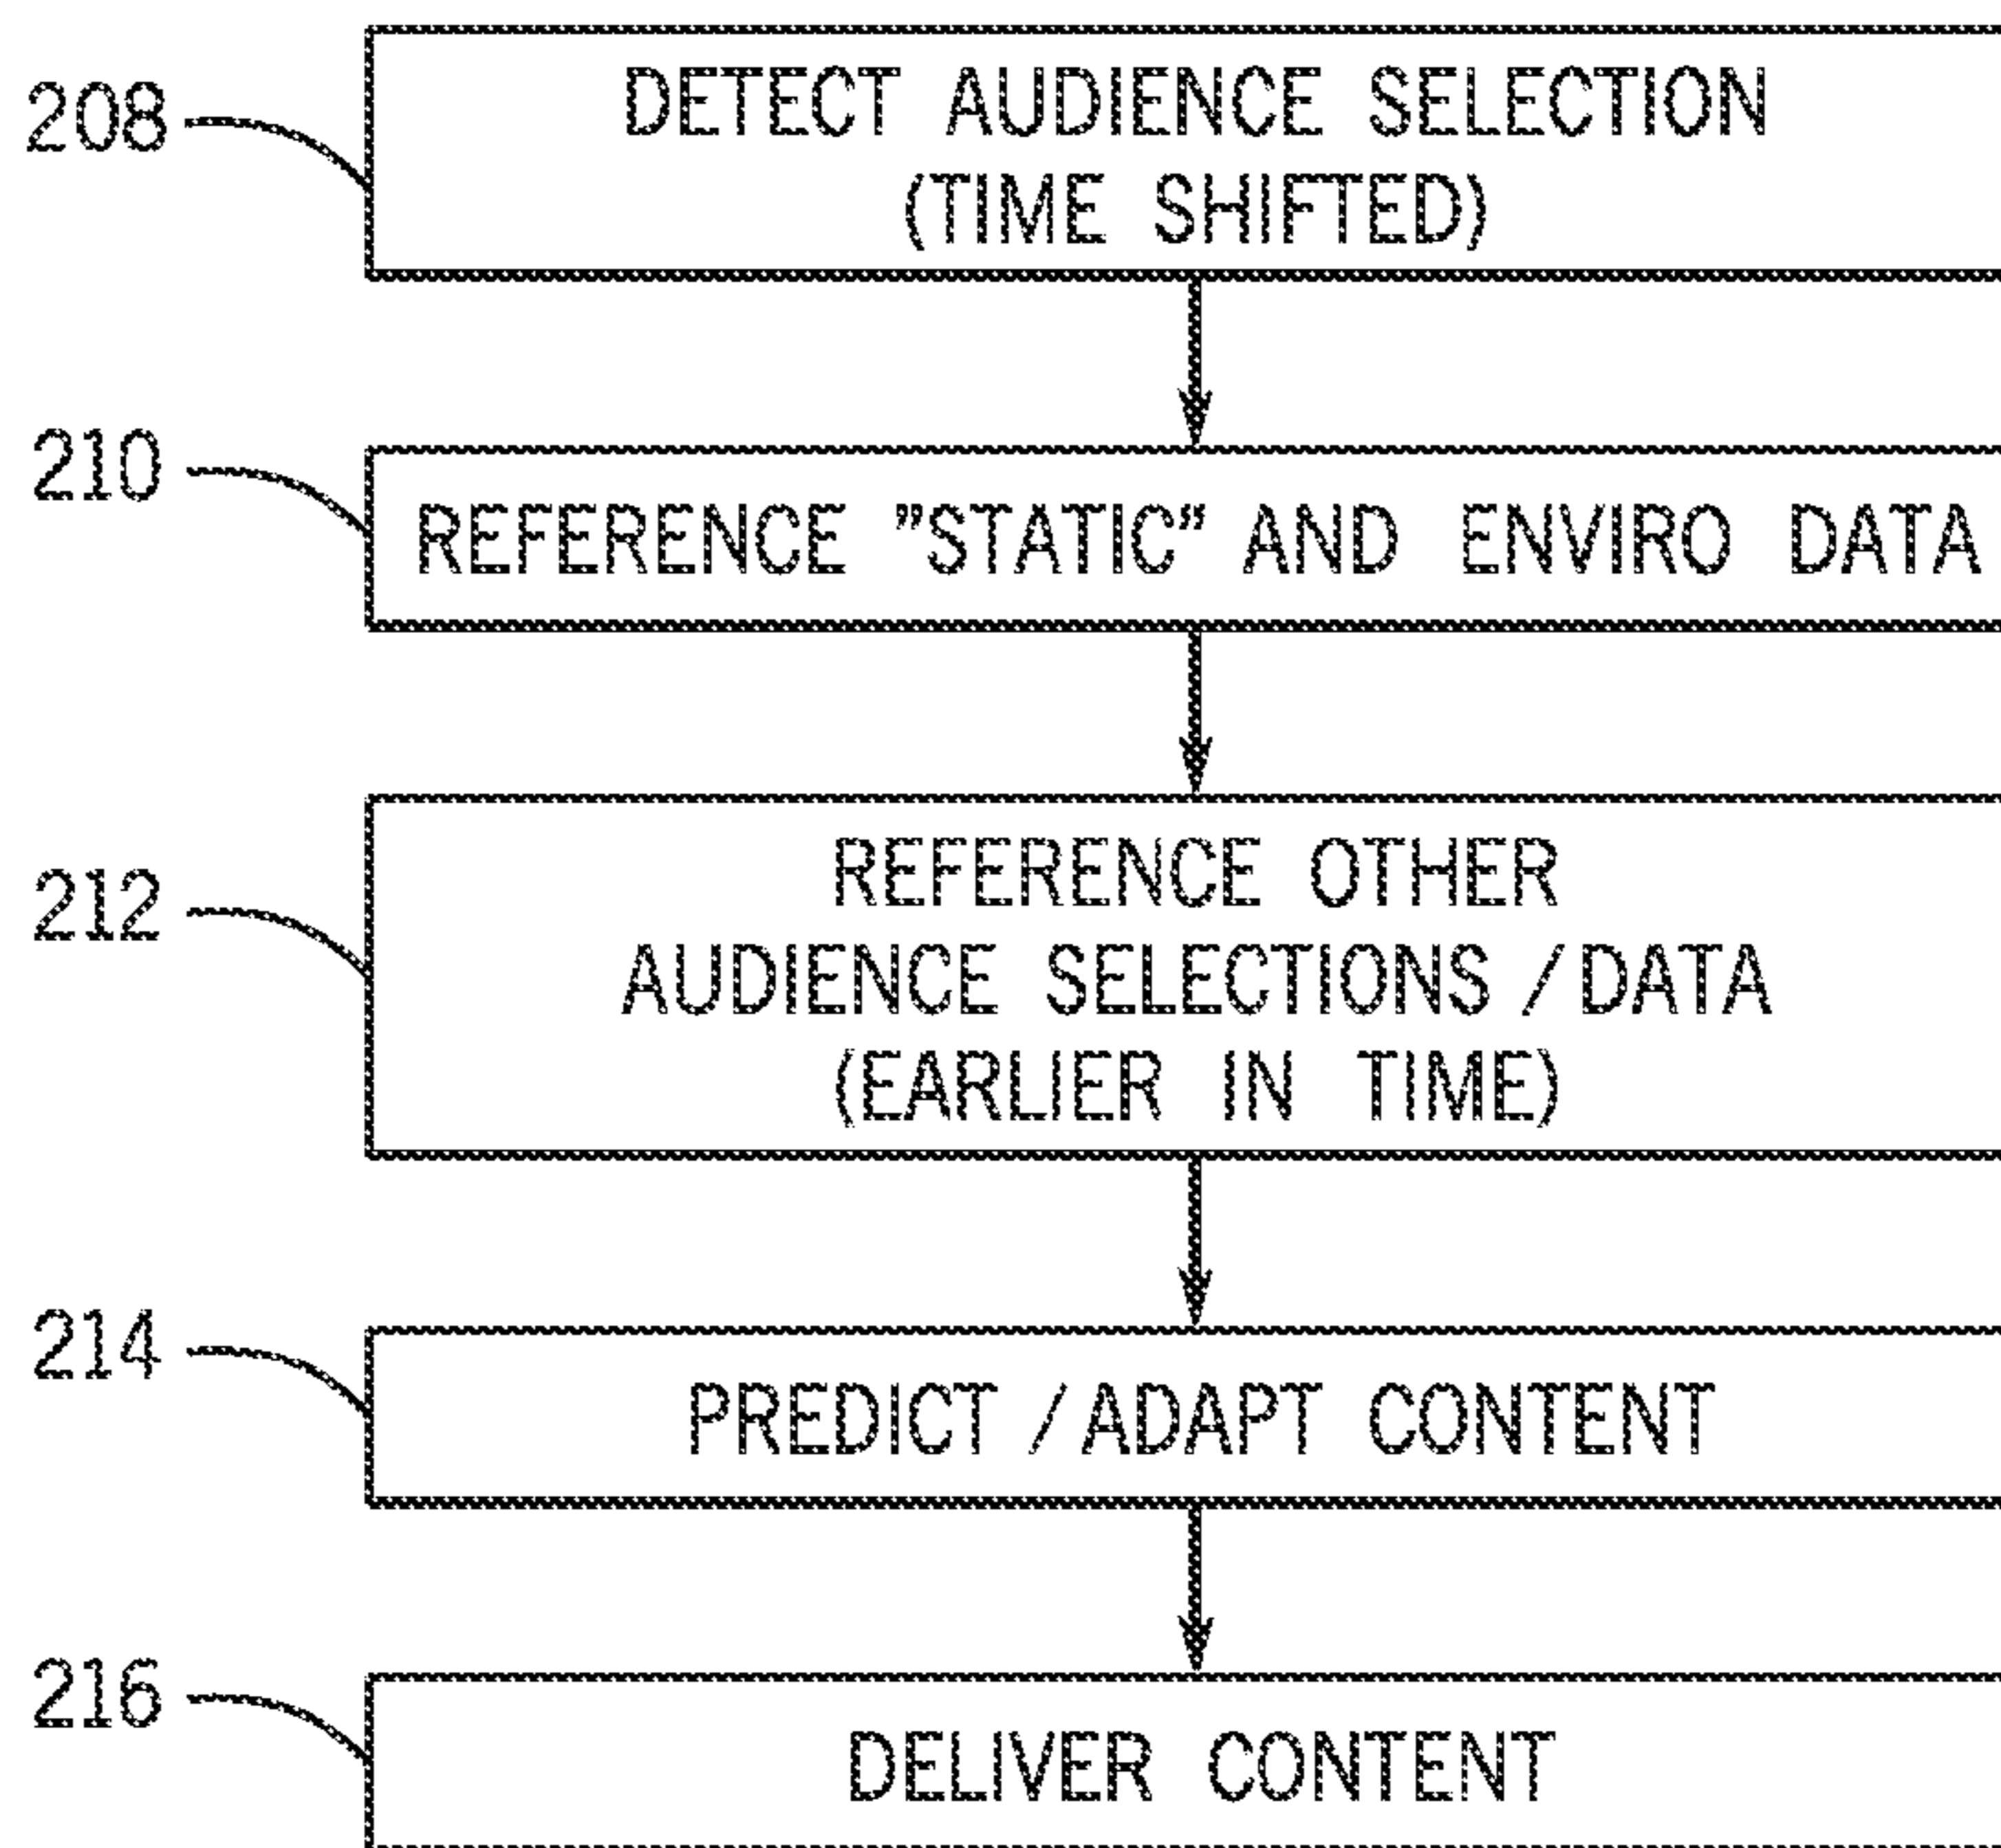 208
DETECT AUDIENCE SELECTION
(TIME SHIFTED)
210
REFERENCE ”STATIC” AND ENVIRO DATA
212
REFERENCE OTHER
AUDIENCE SELECTIONS / DATA
(EARLIER IN TIME)
214
PREDICT / ADAPT CONTENT
216
DELIVER CONTENT